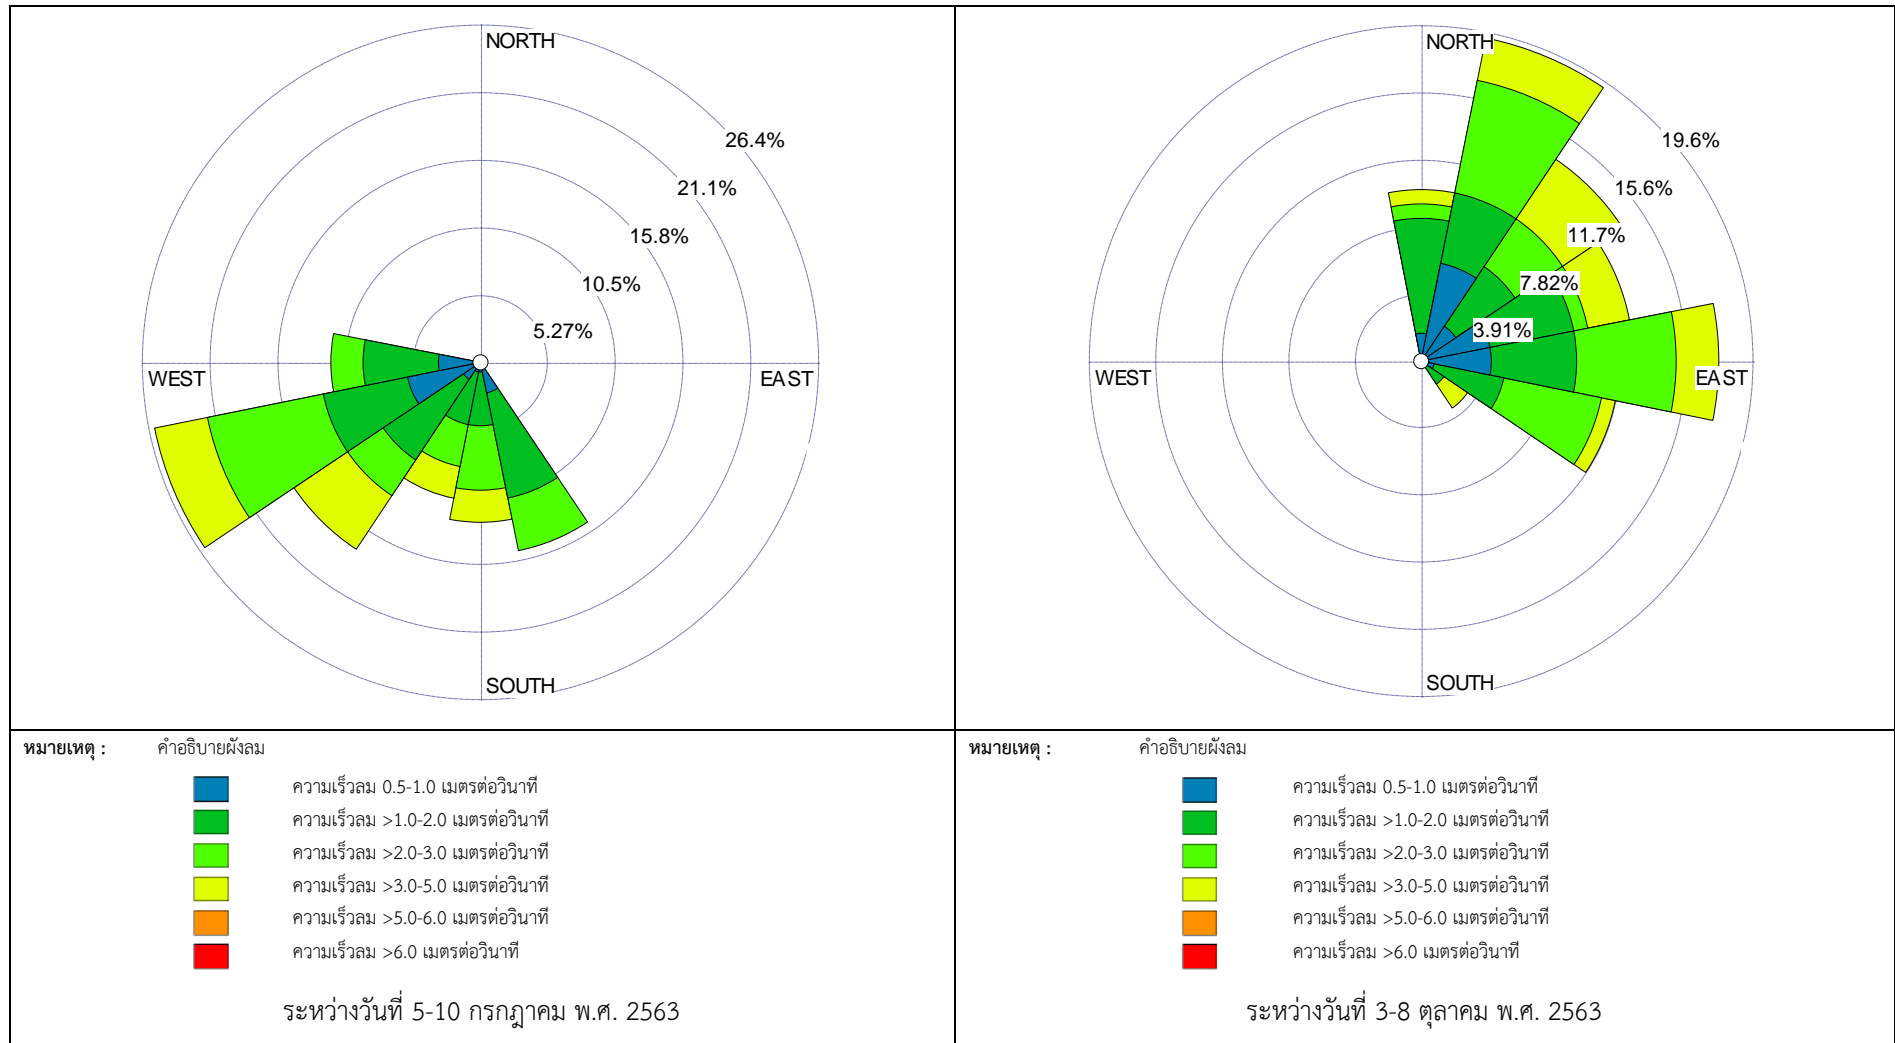 NORTH
26.4%
21.1%
15.8%
10.5%
5.27%
WEST
EAST
SOUTH
NORTH
19.6%
15.6%
11.7%
7.82%
3.91%
WEST
EAST
SOUTH
หมายเหตุ : คำอธิบายผังลม
ความเร็วลม 0.5-1.0 เมตรต่อวินาที
ความเร็วลม >1.0-2.0 เมตรต่อวินาที
ความเร็วลม >2.0-3.0 เมตรต่อวินาที
ความเร็วลม >3.0-5.0 เมตรต่อวินาที
ความเร็วลม >5.0-6.0 เมตรต่อวินาที
ความเร็วลม >6.0 เมตรต่อวินาที
ระหว่างวันที่ 5-10 กรกฎาคม พ.ศ. 2563
หมายเหตุ : คำอธิบายผังลม
ความเร็วลม 0.5-1.0 เมตรต่อวินาที
ความเร็วลม >1.0-2.0 เมตรต่อวินาที
ความเร็วลม >2.0-3.0 เมตรต่อวินาที
ความเร็วลม >3.0-5.0 เมตรต่อวินาที
ความเร็วลม >5.0-6.0 เมตรต่อวินาที
ความเร็วลม >6.0 เมตรต่อวินาที
ระหว่างวันที่ 3-8 ตุลาคม พ.ศ. 2563